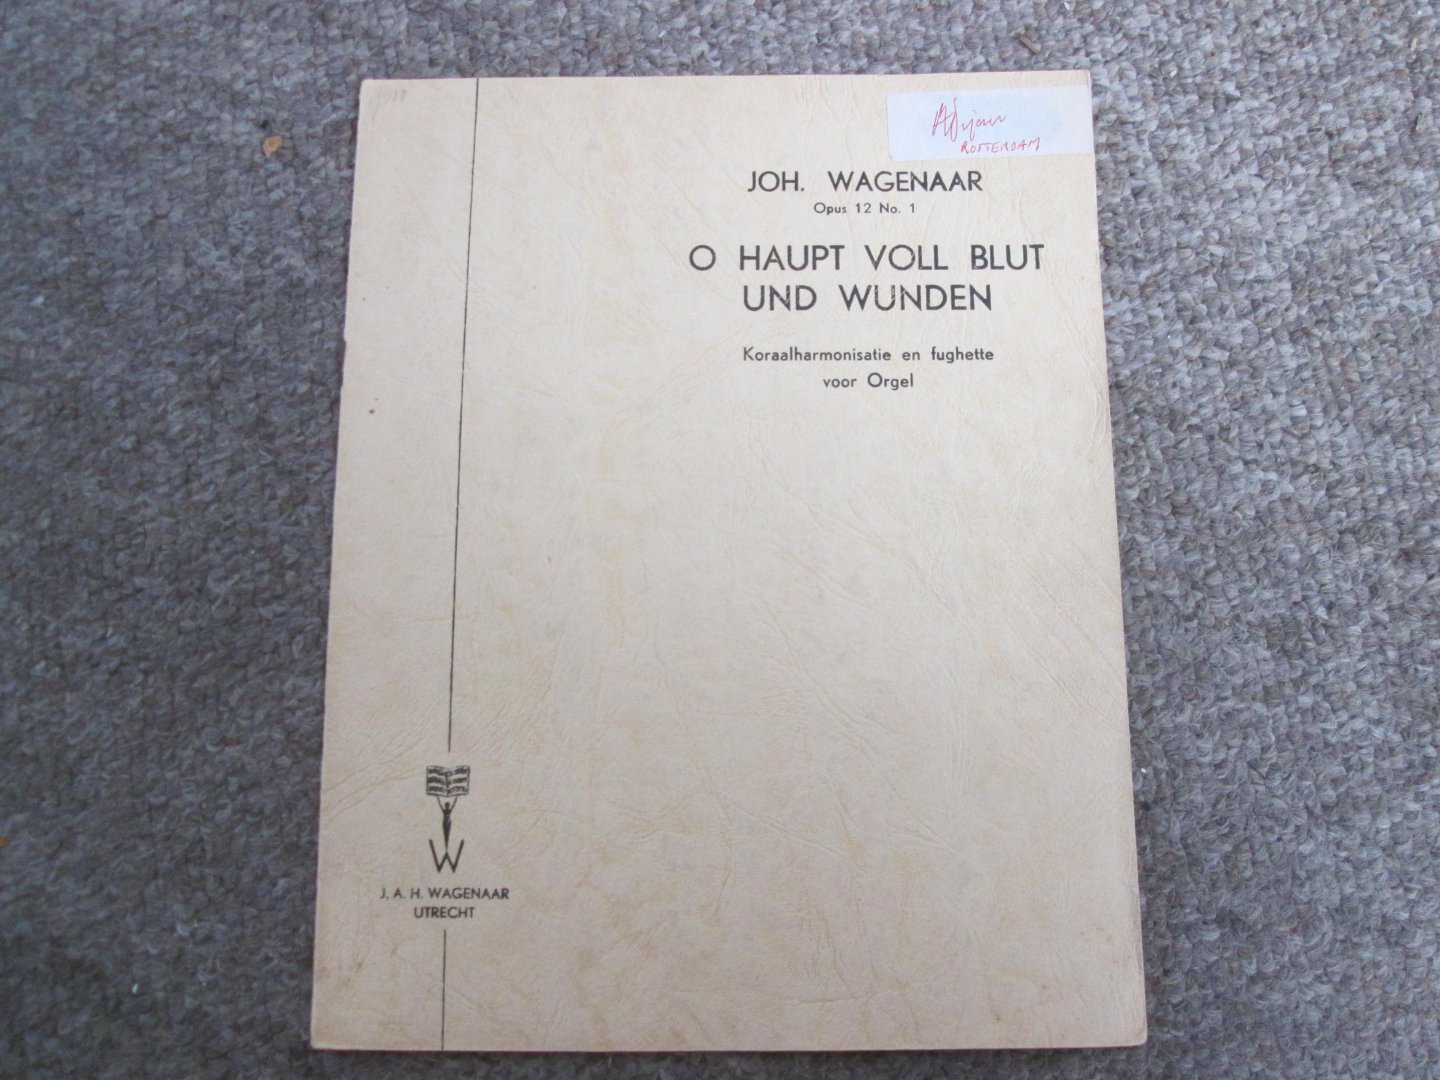 ROTTERDAM
JOH. WAGENAAR
Opus 12 No. 1
O HAUPT VOLL BLUT
UND WUNDEN
Koraalharmonisatie en fughette
voor Orgel
W
J. A. H. WAGENAAR
UTRECHT